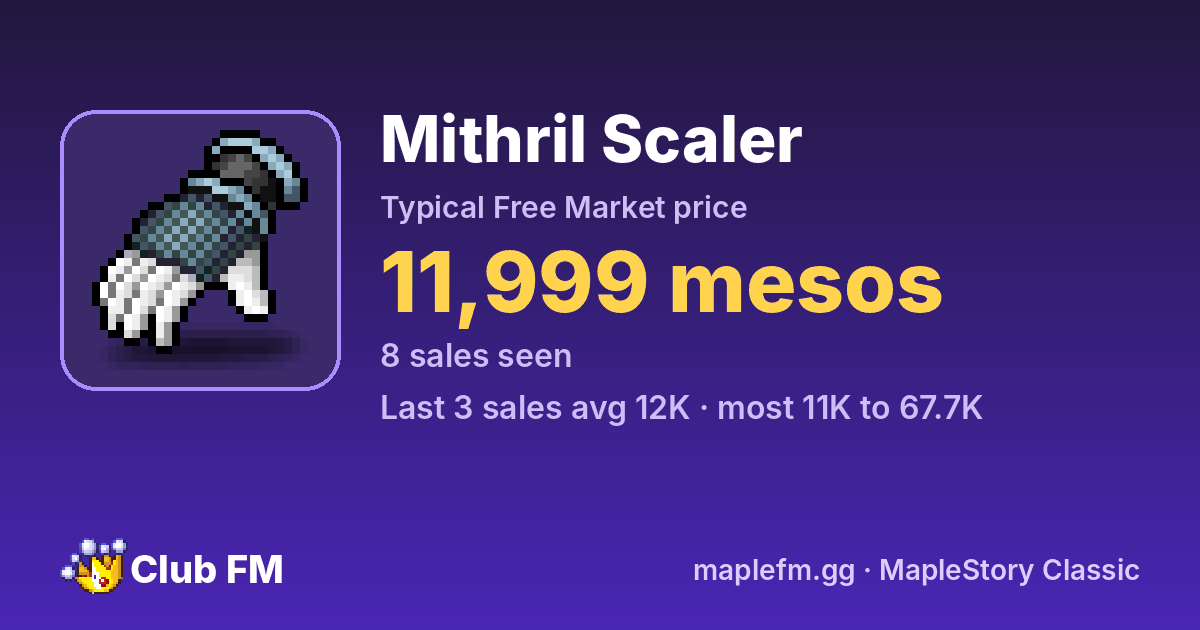 Mithril Scaler
Typical Free Market price
11,999 mesos
8 sales seen
Last 3 sales avg 12K · most 11K to 67.7K
Club FM
maplefm.gg · MapleStory Classic